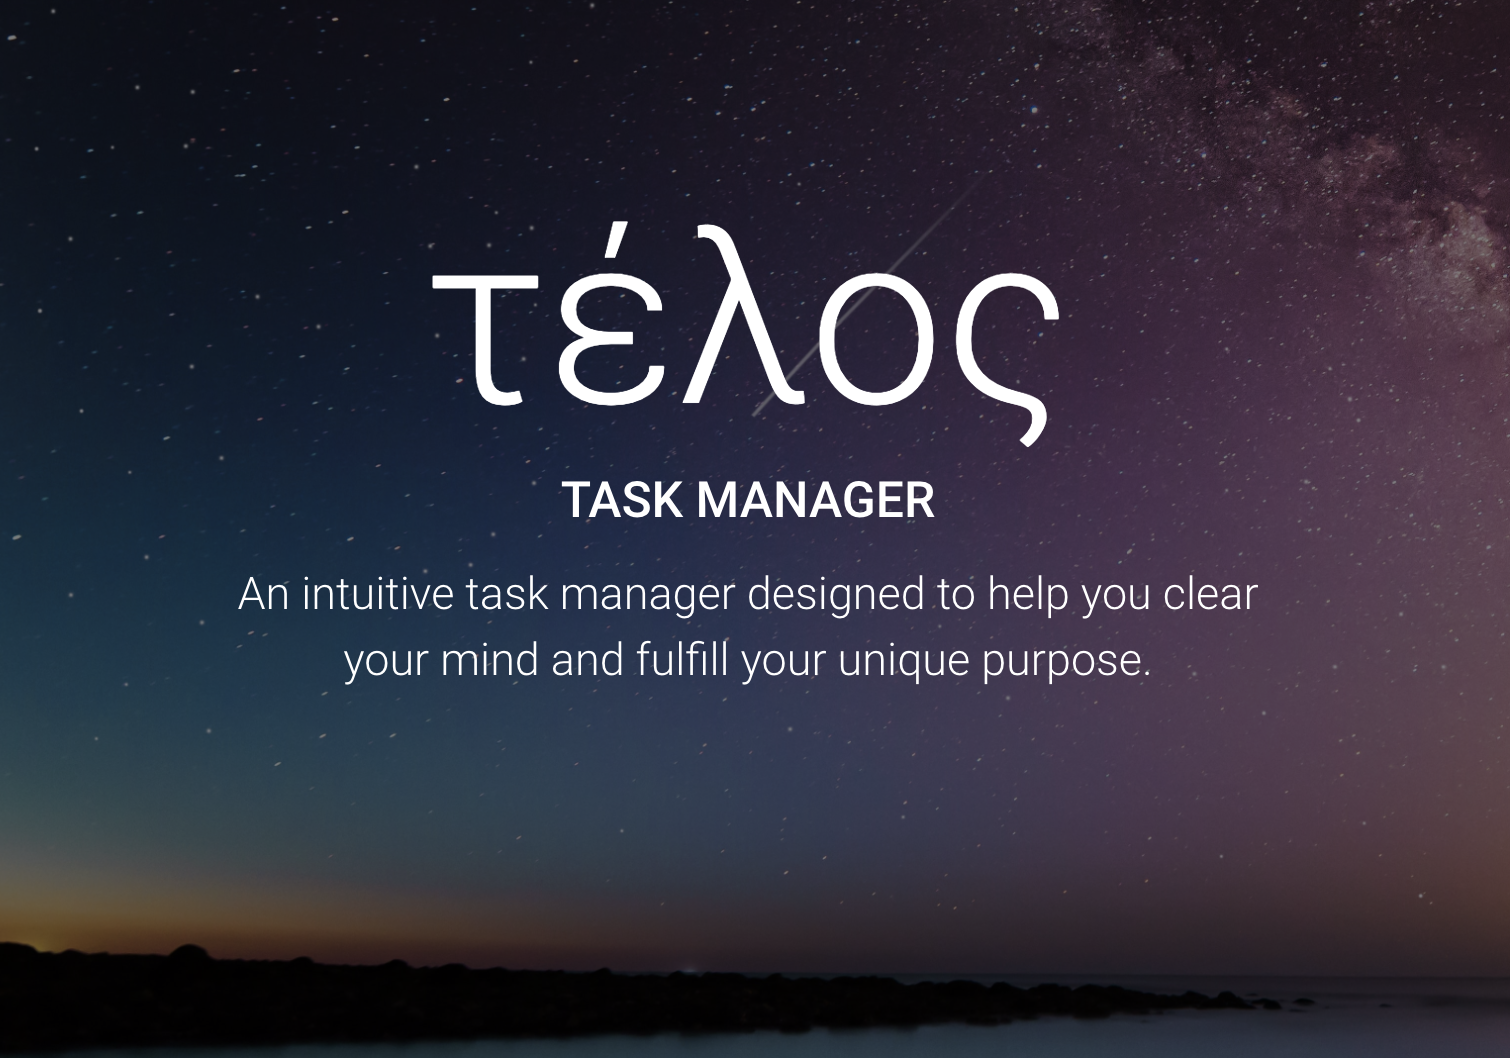 τέλος
TASK MANAGER
An intuitive task manager designed to help you clear
your mind and fulfill your unique purpose.